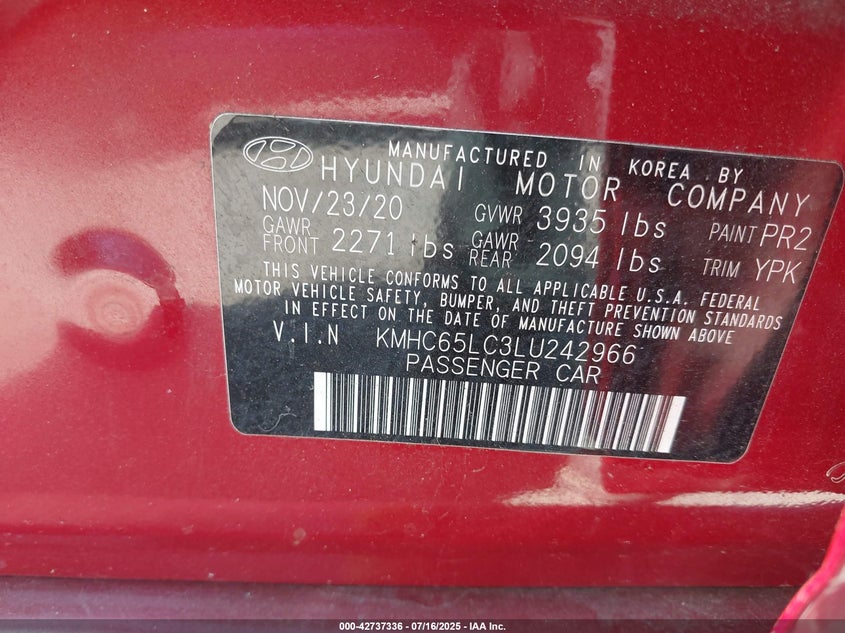 MANUFACTURED IN KOREA BY
HYUNDAI MOTOR COMPANY
NOV/23/20 GVWR 3935 lbs PAINT PR2
GAWR FRONT 2271 lbs GAWR REAR 2094 lbs TRIM YPK
THIS VEHICLE CONFORMS TO ALL APPLICABLE U.S.A. FEDERAL
MOTOR VEHICLE SAFETY, BUMPER, AND THEFT PREVENTION STANDARDS
IN EFFECT ON THE DATE OF MANUFACTURE SHOWN ABOVE
V.I.N KMHC65LC3LU242966
PASSENGER CAR
000-42737336 - 07/16/2025 - IAA Inc.